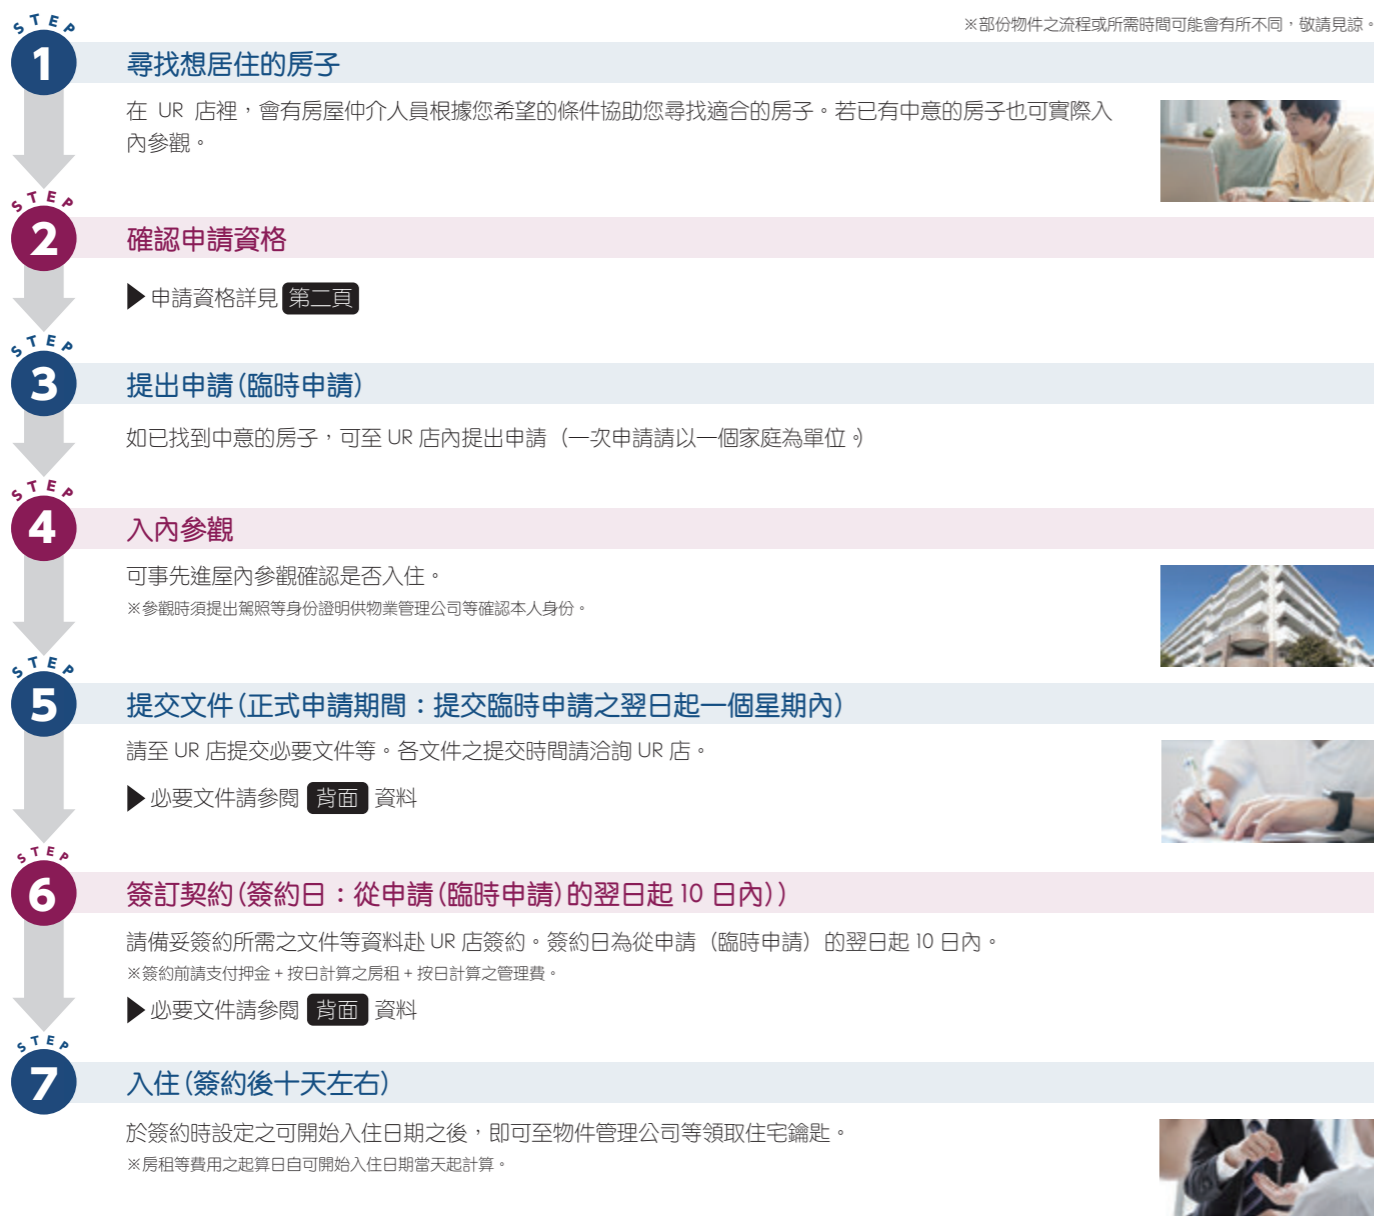 ※部份物件之流程或所需時間可能會有所不同，敬請見諒。
STEP
1
尋找想居住的房子
在 UR 店裡，會有房屋仲介人員根據您希望的條件協助您尋找適合的房子。若已有中意的房子也可實際入
內參觀。
STEP
2
確認申請資格
▶申請資格詳見 第二頁
STEP
3
提出申請(臨時申請)
如已找到中意的房子，可至 UR 店內提出申請（一次申請請以一個家庭為單位。）
STEP
4
入內參觀
可事先進屋內參觀確認是否入住。
※參觀時須提出駕照等身份證明供物業管理公司等確認本人身份。
STEP
5
提交文件(正式申請期間：提交臨時申請之翌日起一個星期內)
請至 UR 店提交必要文件等。各文件之提交時間請洽詢 UR 店。
▶必要文件請參閱 背面 資料
STEP
6
簽訂契約(簽約日：從申請(臨時申請)的翌日起 10 日內))
請備妥簽約所需之文件等資料赴 UR 店簽約。簽約日為從申請（臨時申請）的翌日起 10 日內。
※簽約前請支付押金 + 按日計算之房租 + 按日計算之管理費。
▶必要文件請參閱 背面 資料
STEP
7
入住(簽約後十天左右)
於簽約時設定之可開始入住日期之後，即可至物件管理公司等領取住宅鑰匙。
※房租等費用之起算日自可開始入住日期當天起計算。